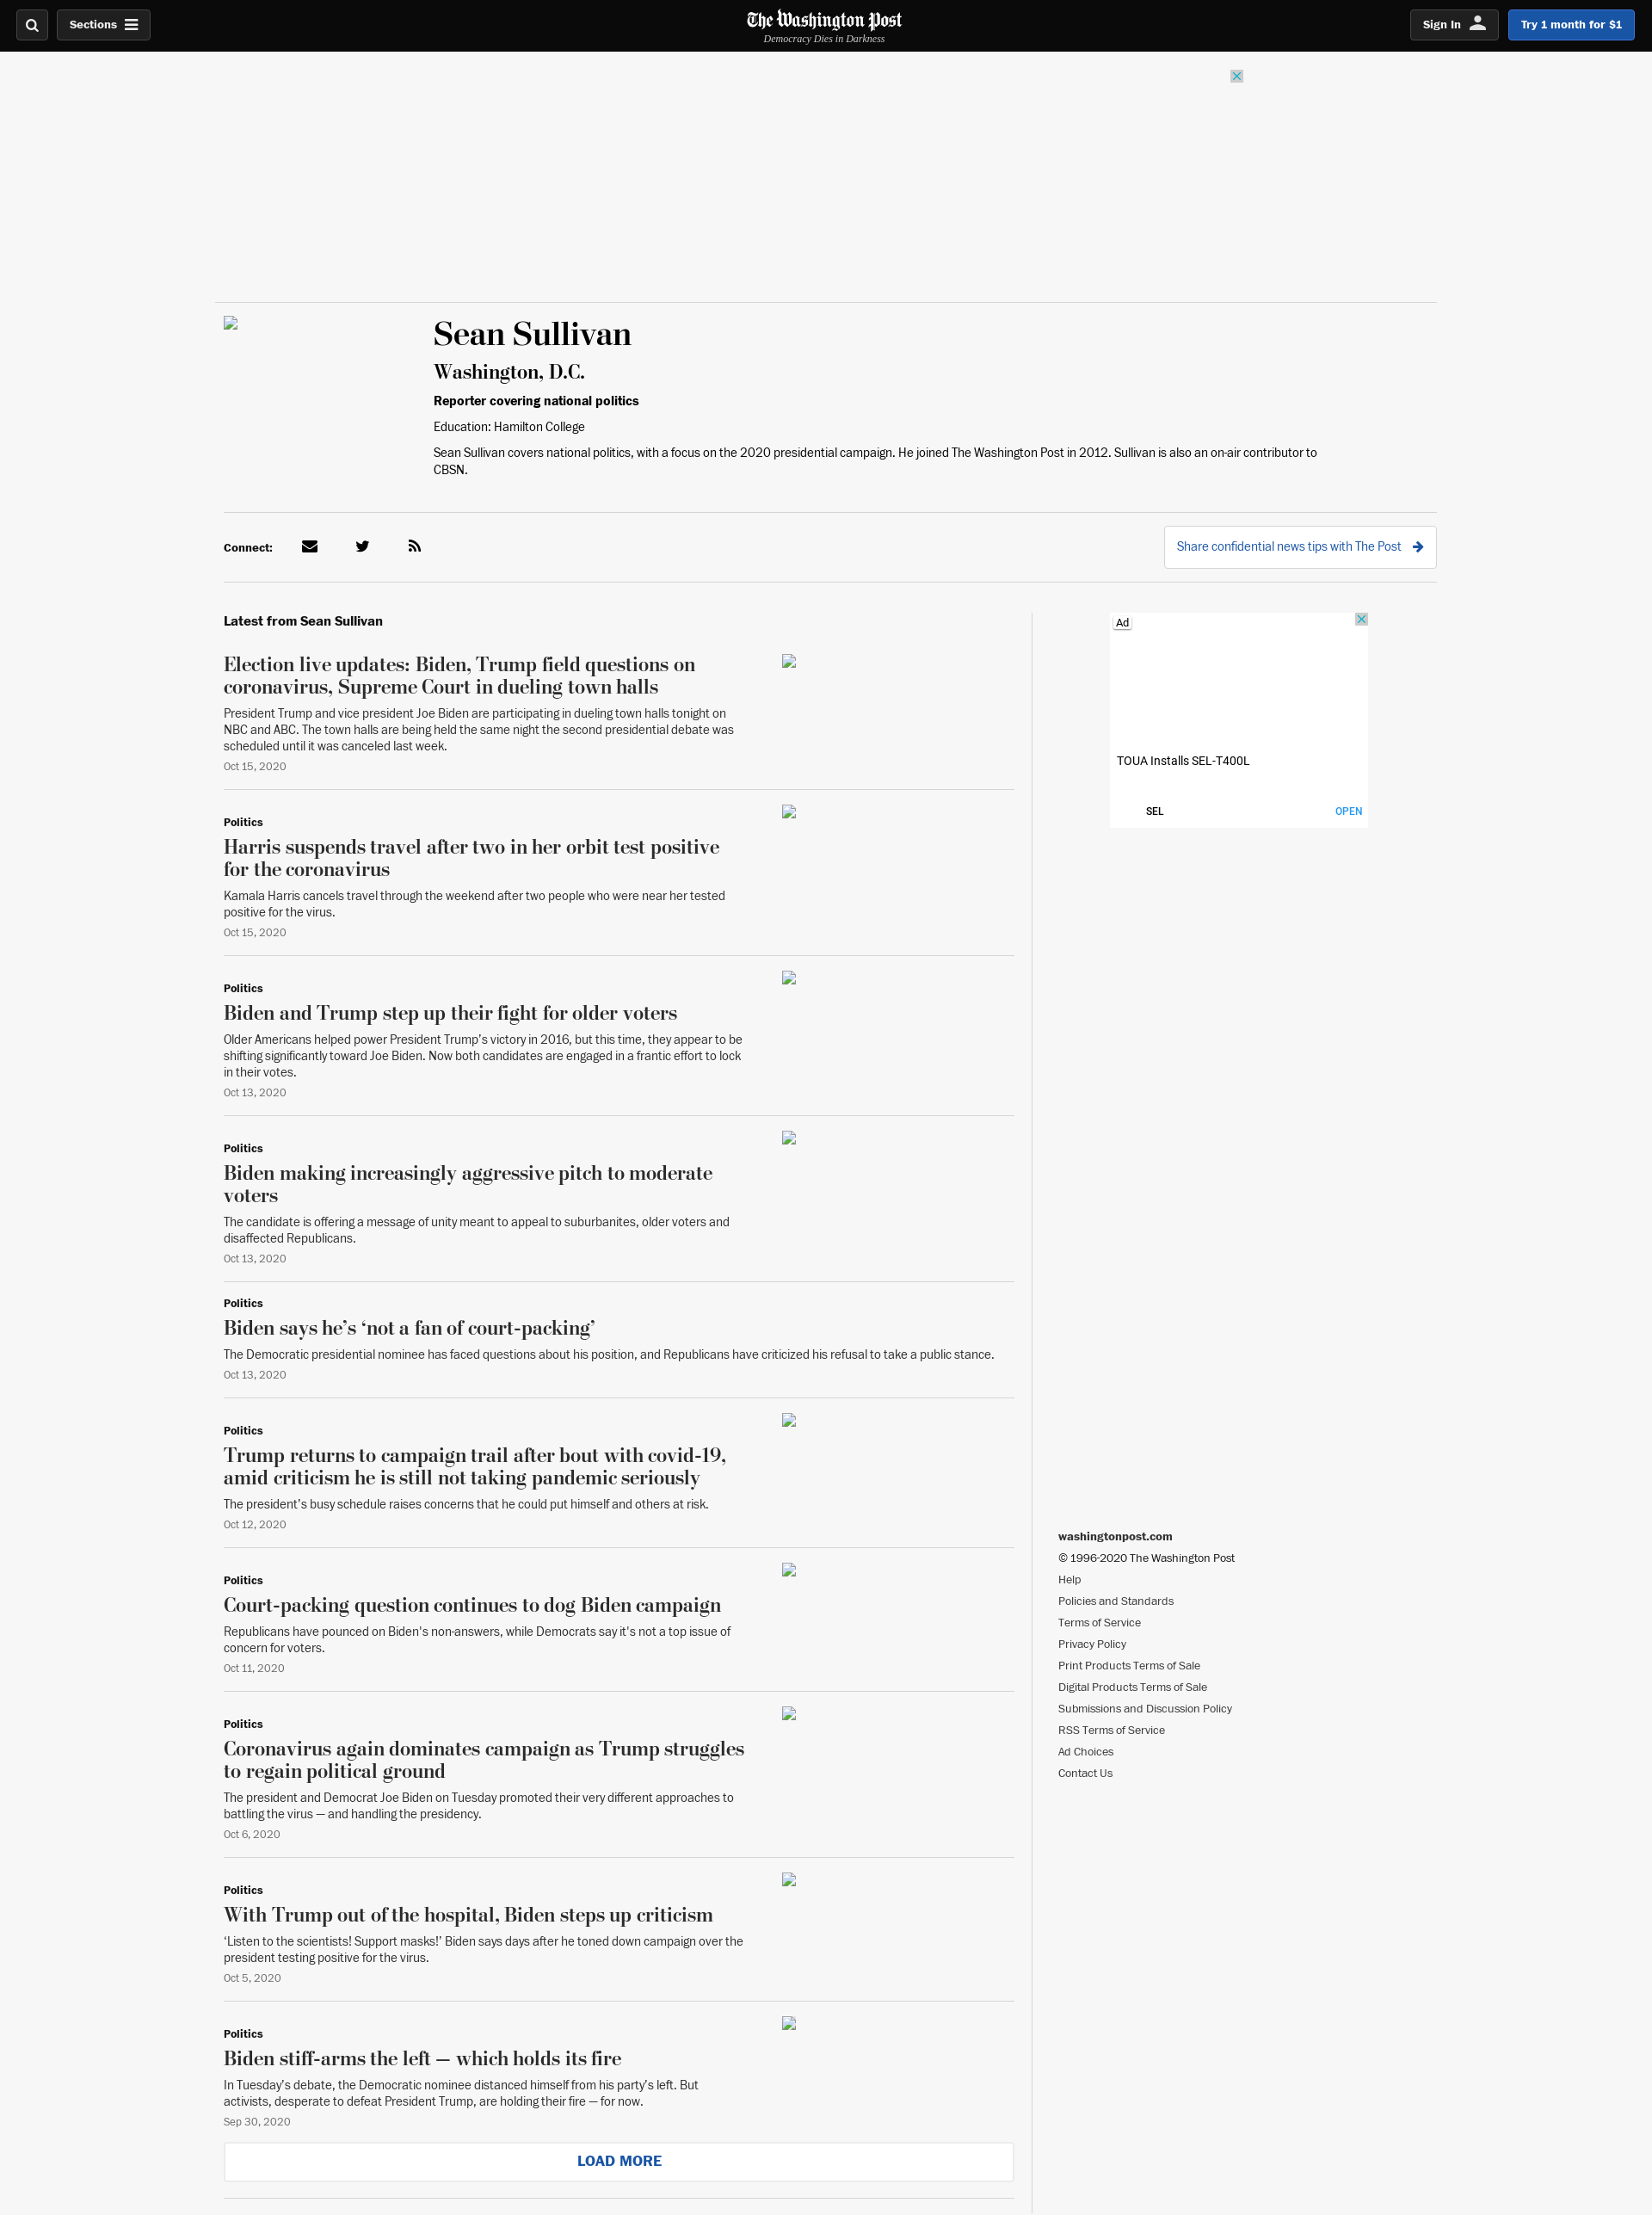 Sections
The Washington Post
Democracy Dies in Darkness
Sign In
Try 1 month for $1
Sean Sullivan
Washington, D.C.
Reporter covering national politics
Education: Hamilton College
Sean Sullivan covers national politics, with a focus on the 2020 presidential campaign. He joined The Washington Post in 2012. Sullivan is also an on-air contributor to
CBSN.
Connect:
Share confidential news tips with The Post
Latest from Sean Sullivan
Election live updates: Biden, Trump field questions on
coronavirus, Supreme Court in dueling town halls
President Trump and vice president Joe Biden are participating in dueling town halls tonight on
NBC and ABC. The town halls are being held the same night the second presidential debate was
scheduled until it was canceled last week.
Oct 15, 2020
Politics
Harris suspends travel after two in her orbit test positive
for the coronavirus
Kamala Harris cancels travel through the weekend after two people who were near her tested
positive for the virus.
Oct 15, 2020
Politics
Biden and Trump step up their fight for older voters
Older Americans helped power President Trump’s victory in 2016, but this time, they appear to be
shifting significantly toward Joe Biden. Now both candidates are engaged in a frantic effort to lock
in their votes.
Oct 13, 2020
Politics
Biden making increasingly aggressive pitch to moderate
voters
The candidate is offering a message of unity meant to appeal to suburbanites, older voters and
disaffected Republicans.
Oct 13, 2020
Politics
Biden says he’s ‘not a fan of court-packing’
The Democratic presidential nominee has faced questions about his position, and Republicans have criticized his refusal to take a public stance.
Oct 13, 2020
Politics
Trump returns to campaign trail after bout with covid-19,
amid criticism he is still not taking pandemic seriously
The president’s busy schedule raises concerns that he could put himself and others at risk.
Oct 12, 2020
Politics
Court-packing question continues to dog Biden campaign
Republicans have pounced on Biden's non-answers, while Democrats say it's not a top issue of
concern for voters.
Oct 11, 2020
Politics
Coronavirus again dominates campaign as Trump struggles
to regain political ground
The president and Democrat Joe Biden on Tuesday promoted their very different approaches to
battling the virus — and handling the presidency.
Oct 6, 2020
Politics
With Trump out of the hospital, Biden steps up criticism
‘Listen to the scientists! Support masks!’ Biden says days after he toned down campaign over the
president testing positive for the virus.
Oct 5, 2020
Politics
Biden stiff-arms the left — which holds its fire
In Tuesday’s debate, the Democratic nominee distanced himself from his party’s left. But
activists, desperate to defeat President Trump, are holding their fire — for now.
Sep 30, 2020
LOAD MORE
Ad
TOUA Installs SEL-T400L
SEL
OPEN
washingtonpost.com
© 1996-2020 The Washington Post
Help
Policies and Standards
Terms of Service
Privacy Policy
Print Products Terms of Sale
Digital Products Terms of Sale
Submissions and Discussion Policy
RSS Terms of Service
Ad Choices
Contact Us